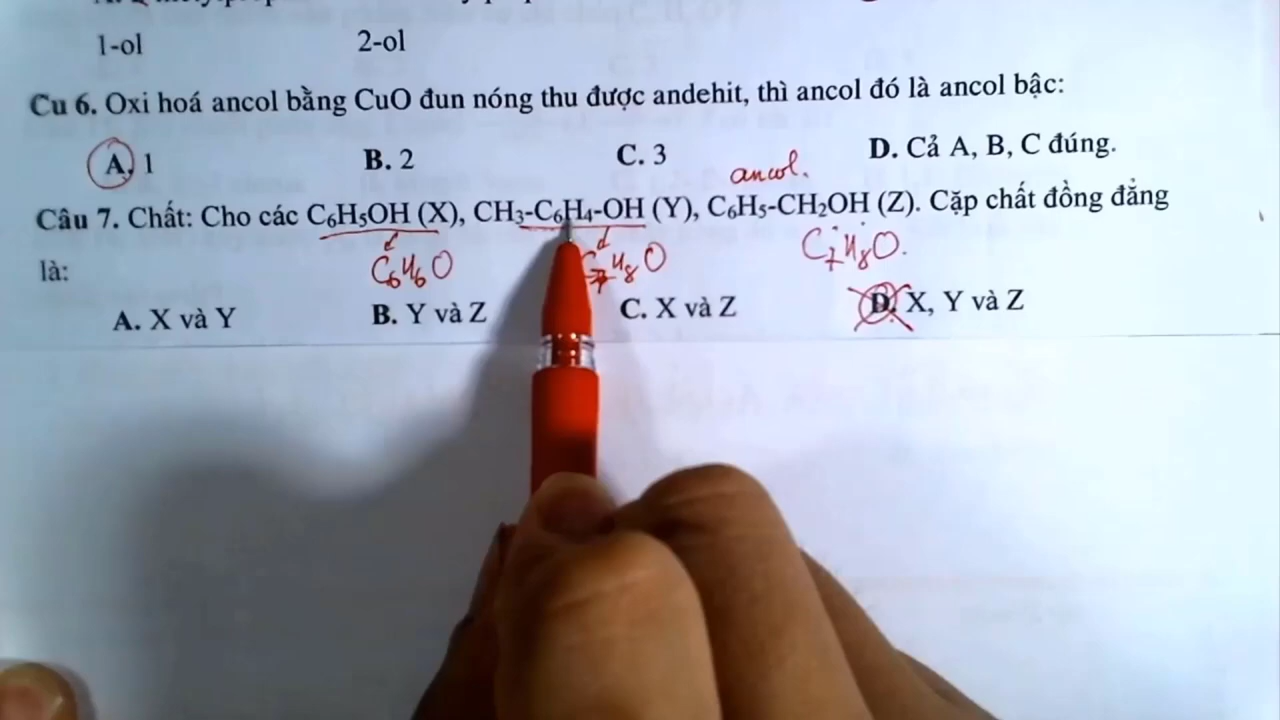 1-ol 2-ol
Cu 6. Oxi hoá ancol bằng CuO đun nóng thu được andehit, thì ancol đó là ancol bậc:
A. 1 B. 2 C. 3 D. Cả A, B, C đúng.
ancol.
Câu 7. Chất: Cho các C₆H₅OH (X), CH₃-C₆H₄-OH (Y), C₆H₅-CH₂OH (Z). Cặp chất đồng đẳng
là:
C₆H₆O C₇H₈O C₇H₈O.
A. X và Y B. Y và Z C. X và Z D. X, Y và Z